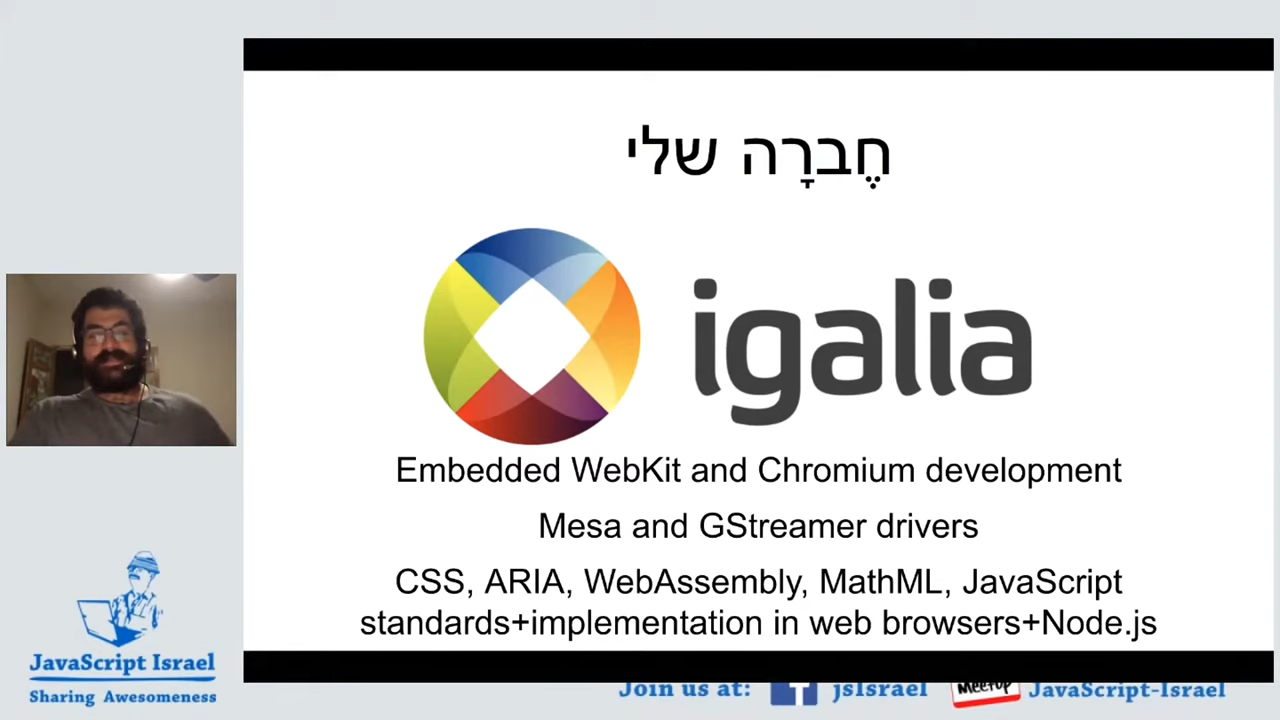 חֶברָה שלי
igalia
Embedded WebKit and Chromium development
Mesa and GStreamer drivers
CSS, ARIA, WebAssembly, MathML, JavaScript
standards+implementation in web browsers+Node.js
JavaScript Israel
Sharing Awesomeness
Join us at: f jsIsrael Meetup JavaScript-Israel